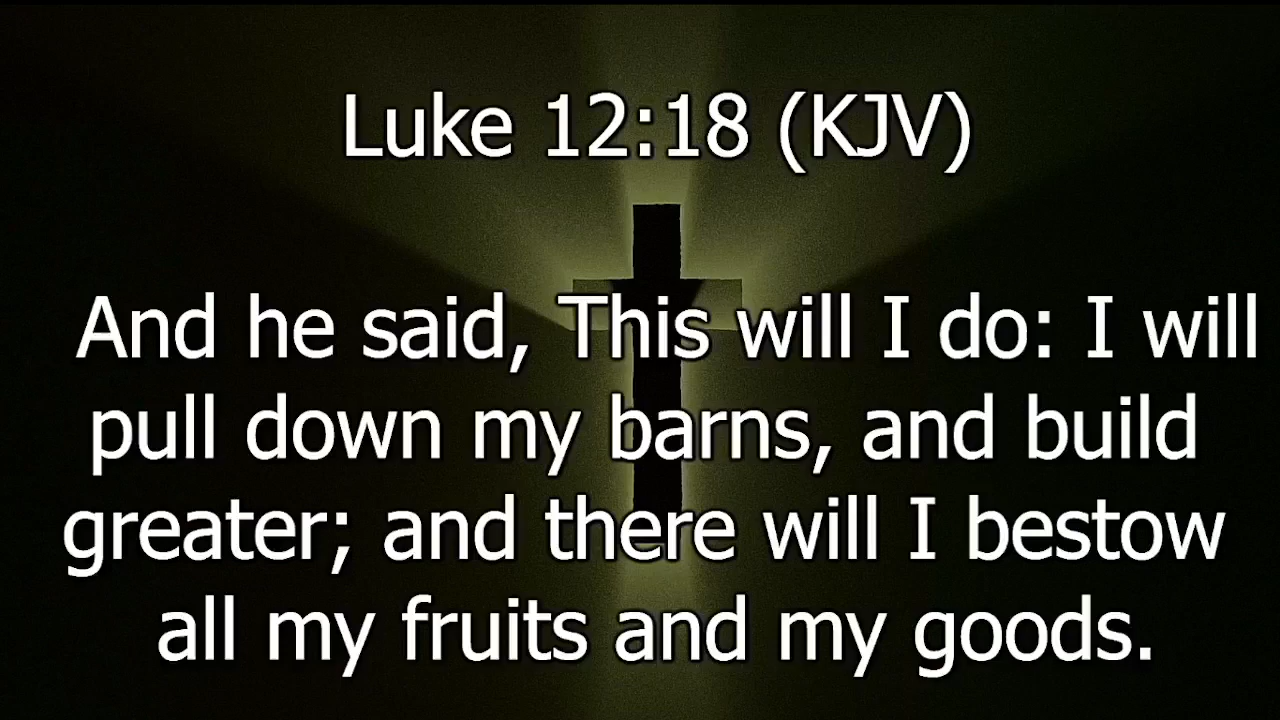 Luke 12:18 (KJV)
And he said, This will I do: I will
pull down my barns, and build
greater; and there will I bestow
all my fruits and my goods.